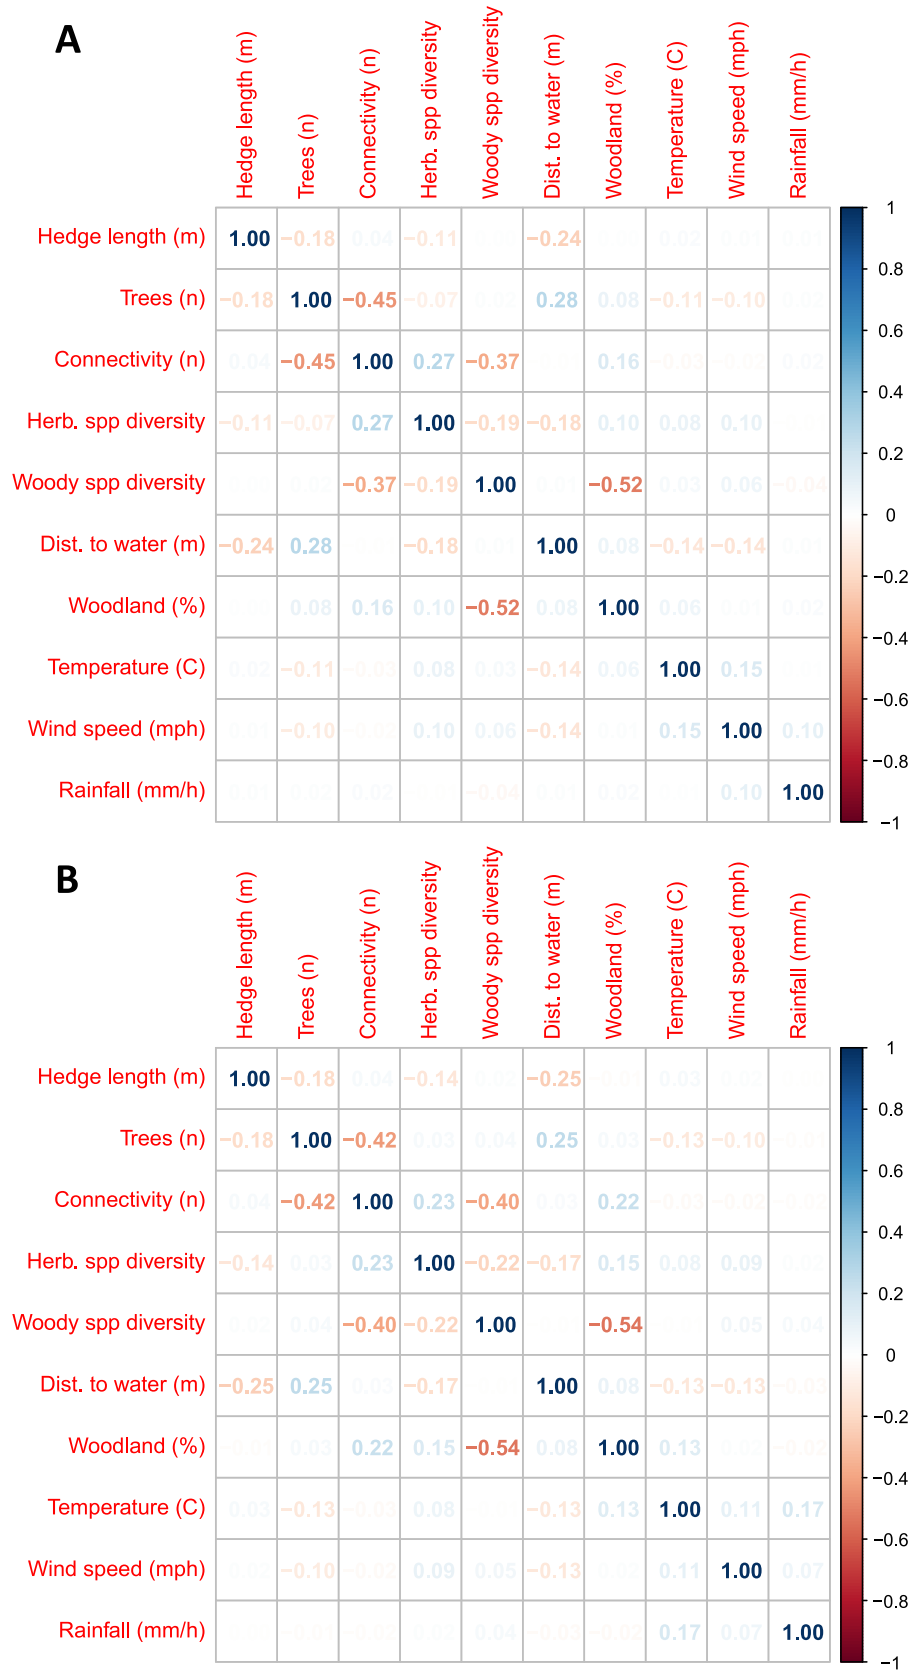 A
Hedge length (m) Trees (n) Connectivity (n) Herb. spp diversity Woody spp diversity Dist. to water (m) Woodland (%) Temperature (C) Wind speed (mph) Rainfall (mm/h)
Hedge length (m) 1.00 −0.18 0.04 −0.11 −0.24 0.02 0.01 0.01
Trees (n) −0.18 1.00 −0.45 −0.07 0.02 0.28 0.08 −0.11 −0.10 0.02
Connectivity (n) 0.04 −0.45 1.00 0.27 −0.37 0.16 −0.03 −0.02 0.02
Herb. spp diversity −0.11 −0.07 0.27 1.00 −0.19 −0.18 0.10 0.08 0.10
Woody spp diversity 0.02 −0.37 −0.19 1.00 0.01 −0.52 0.03 0.06 −0.04
Dist. to water (m) −0.24 0.28 −0.18 0.01 1.00 0.08 −0.14 −0.14 0.01
Woodland (%) 0.08 0.16 0.10 −0.52 0.08 1.00 0.06 0.01 0.02
Temperature (C) 0.02 −0.11 −0.03 0.08 0.03 −0.14 0.06 1.00 0.15
Wind speed (mph) 0.01 −0.10 −0.02 0.10 0.06 −0.14 0.01 0.15 1.00 0.10
Rainfall (mm/h) 0.01 0.02 0.02 −0.04 0.01 0.02 0.10 1.00
1
0.8
0.6
0.4
0.2
0
−0.2
−0.4
−0.6
−0.8
−1
B
Hedge length (m) Trees (n) Connectivity (n) Herb. spp diversity Woody spp diversity Dist. to water (m) Woodland (%) Temperature (C) Wind speed (mph) Rainfall (mm/h)
Hedge length (m) 1.00 −0.18 0.04 −0.14 0.02 −0.25 −0.01 0.03 0.02
Trees (n) −0.18 1.00 −0.42 0.03 0.04 0.25 0.03 −0.13 −0.10 −0.01
Connectivity (n) 0.04 −0.42 1.00 0.23 −0.40 0.03 0.22 −0.03 −0.02 −0.02
Herb. spp diversity −0.14 0.03 0.23 1.00 −0.22 −0.17 0.15 0.08 0.09 0.02
Woody spp diversity 0.02 0.04 −0.40 −0.22 1.00 −0.54 0.05 0.04
Dist. to water (m) −0.25 0.25 0.03 −0.17 1.00 0.08 −0.13 −0.13 −0.03
Woodland (%) −0.01 0.03 0.22 0.15 −0.54 0.08 1.00 0.13 0.02 −0.02
Temperature (C) 0.03 −0.13 −0.03 0.08 −0.13 0.13 1.00 0.11 0.17
Wind speed (mph) 0.02 −0.10 −0.02 0.09 0.05 −0.13 0.02 0.11 1.00 0.07
Rainfall (mm/h) −0.01 −0.02 0.02 0.04 −0.03 −0.02 0.17 0.07 1.00
1
0.8
0.6
0.4
0.2
0
−0.2
−0.4
−0.6
−0.8
−1